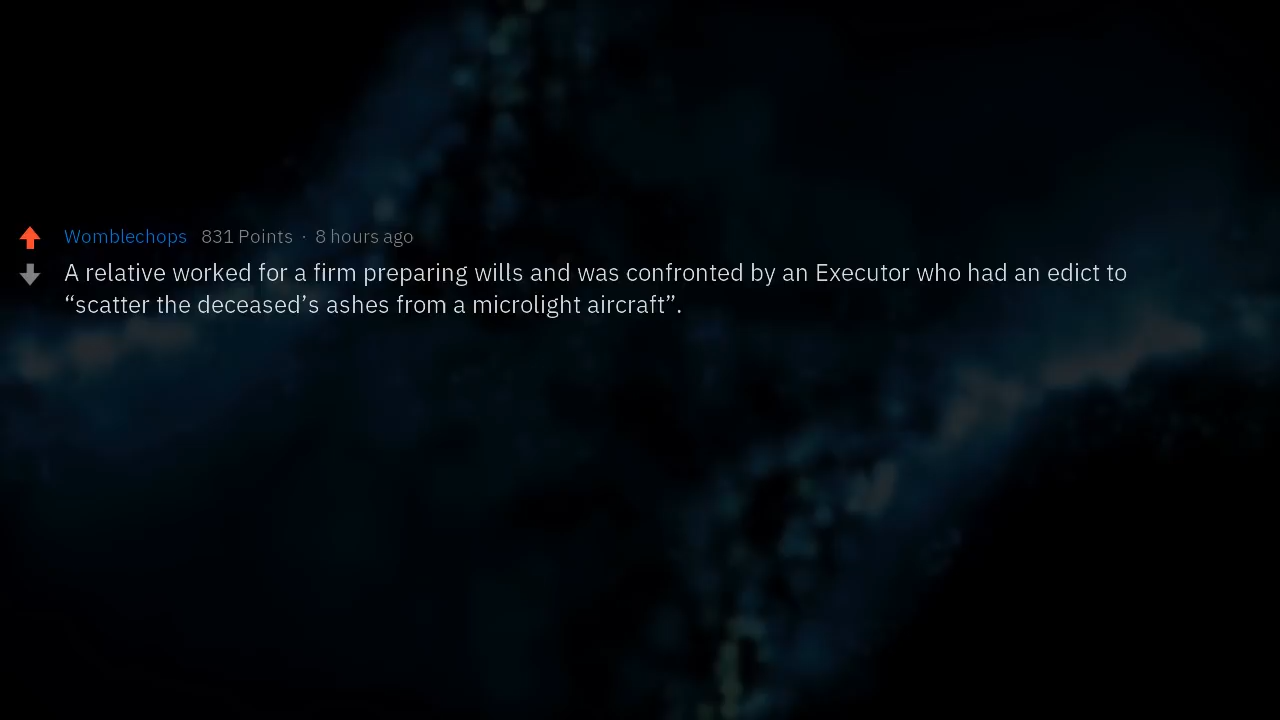 Womblechops 831 Points · 8 hours ago
A relative worked for a firm preparing wills and was confronted by an Executor who had an edict to
“scatter the deceased’s ashes from a microlight aircraft”.